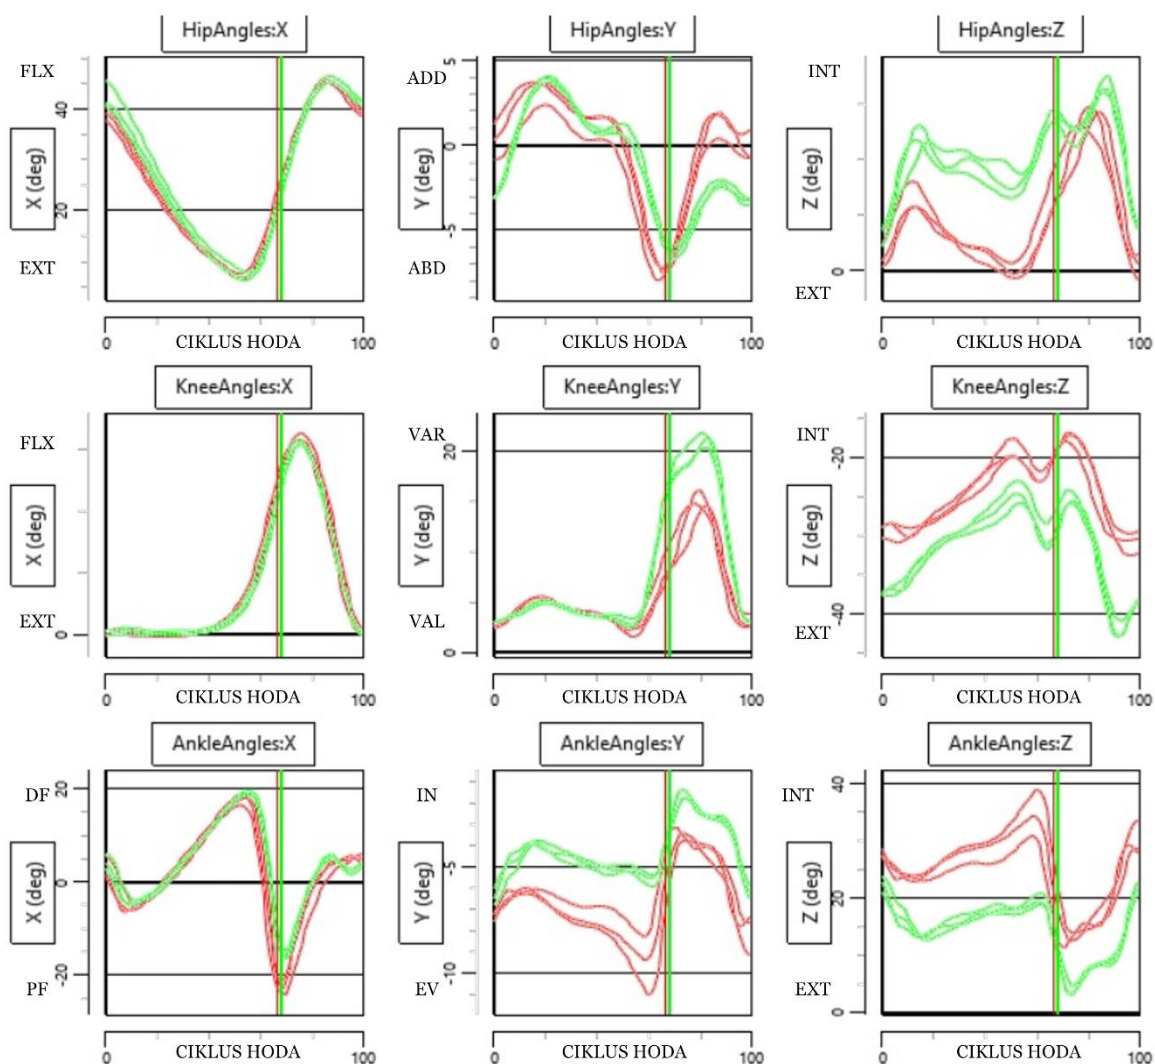 HipAngles:X
HipAngles:Y
HipAngles:Z
FLX
40
X (deg)
20
EXT
0
CIKLUS HODA
100
ADD
5
0
Y (deg)
-5
ABD
0
CIKLUS HODA
100
INT
Z (deg)
0
EXT
0
CIKLUS HODA
100
KneeAngles:X
KneeAngles:Y
KneeAngles:Z
FLX
X (deg)
EXT
0
0
CIKLUS HODA
100
VAR
20
Y (deg)
VAL
0
0
CIKLUS HODA
100
INT
-20
Z (deg)
-40
EXT
0
CIKLUS HODA
100
AnkleAngles:X
AnkleAngles:Y
AnkleAngles:Z
DF
20
X (deg)
0
-20
PF
0
CIKLUS HODA
100
IN
-5
Y (deg)
-10
EV
0
CIKLUS HODA
100
INT
40
Z (deg)
20
EXT
0
0
CIKLUS HODA
100